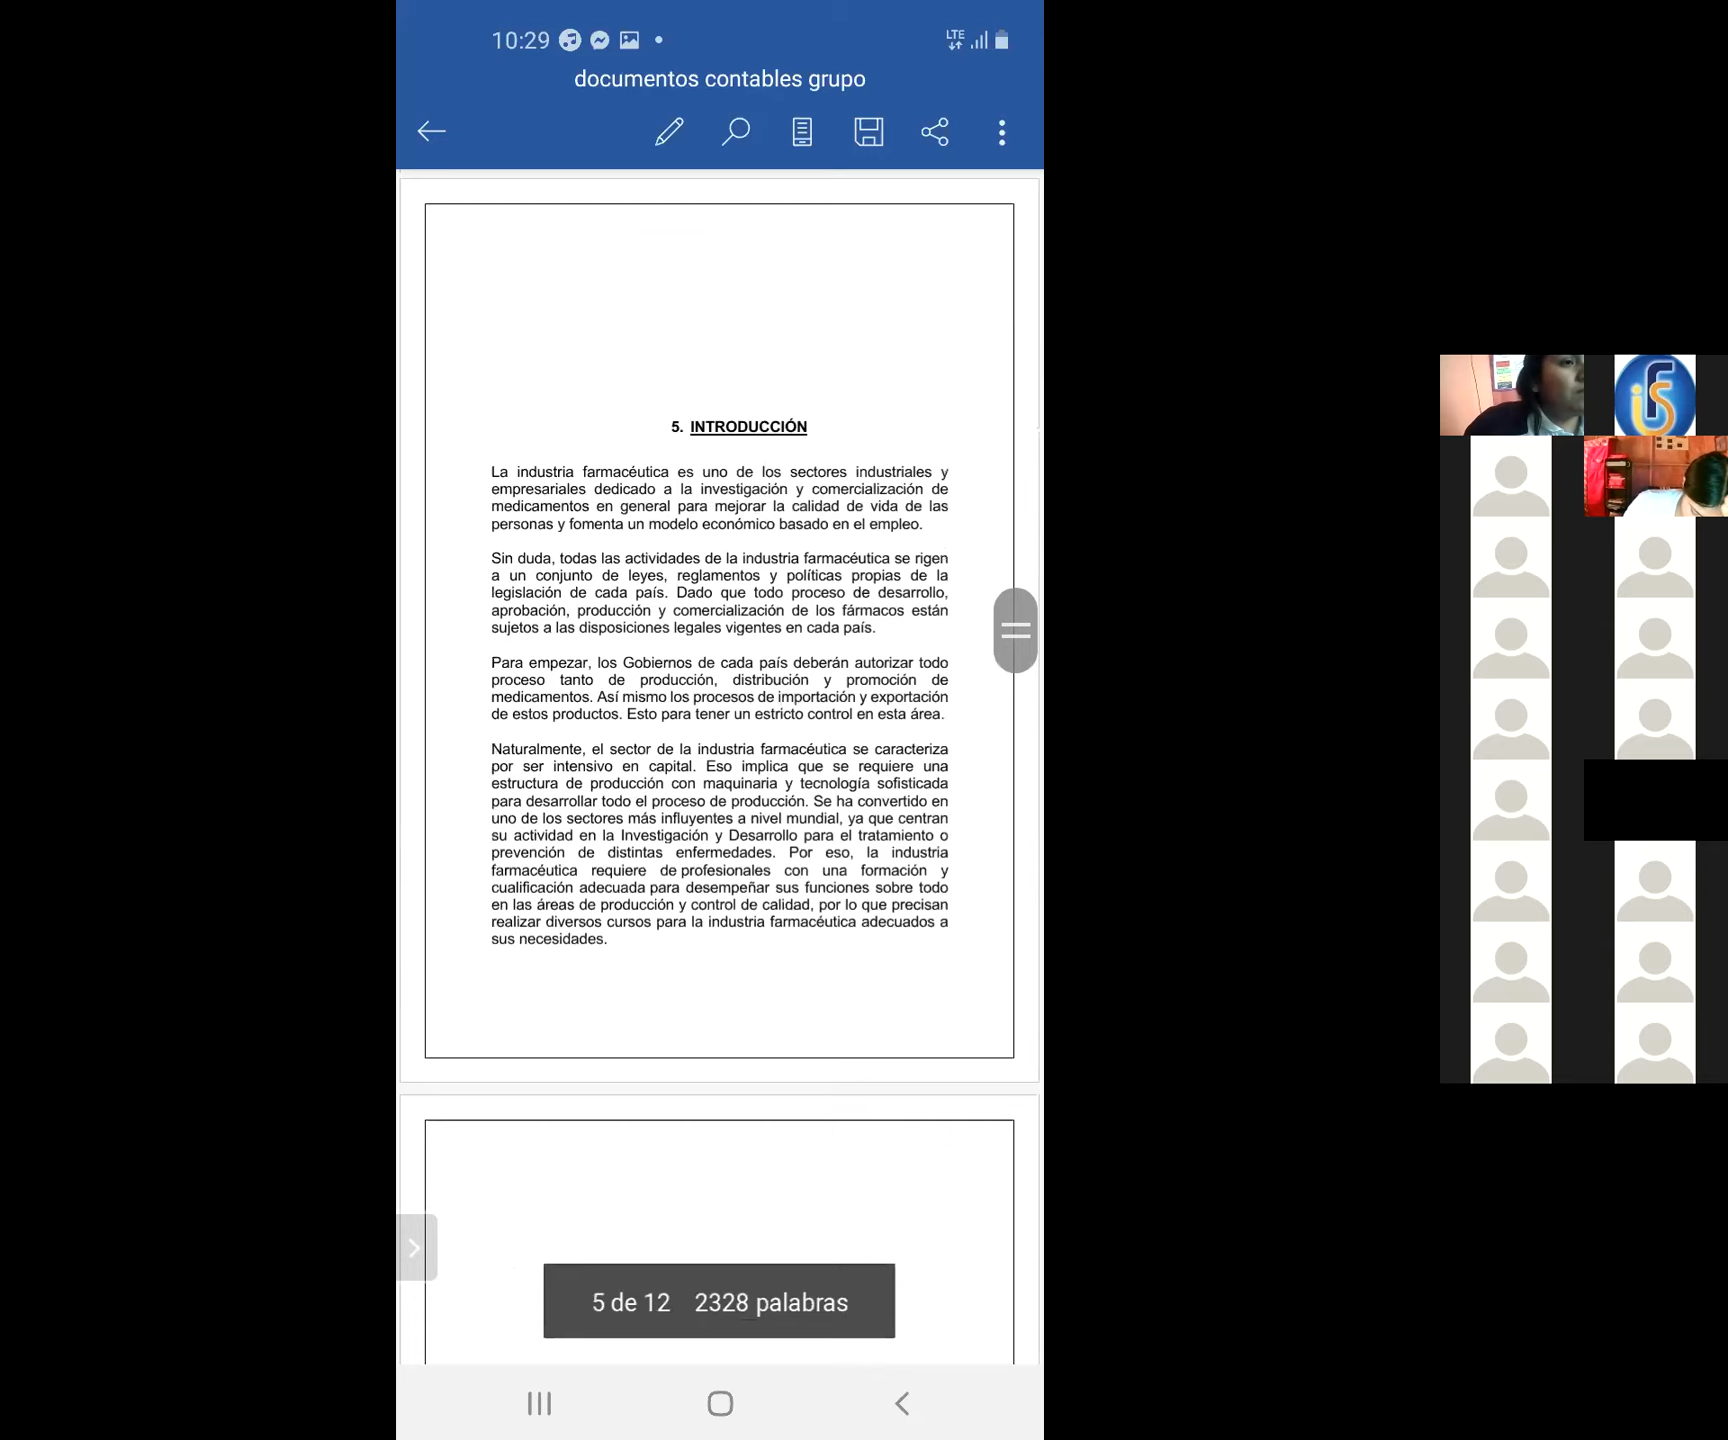 10:29
LTE
documentos contables grupo
5. INTRODUCCIÓN
La industria farmacéutica es uno de los sectores industriales y
empresariales dedicado a la investigación y comercialización de
medicamentos en general para mejorar la calidad de vida de las
personas y fomenta un modelo económico basado en el empleo.
Sin duda, todas las actividades de la industria farmacéutica se rigen
a un conjunto de leyes, reglamentos y políticas propias de la
legislación de cada país. Dado que todo proceso de desarrollo,
aprobación, producción y comercialización de los fármacos están
sujetos a las disposiciones legales vigentes en cada país.
Para empezar, los Gobiernos de cada país deberán autorizar todo
proceso tanto de producción, distribución y promoción de
medicamentos. Así mismo los procesos de importación y exportación
de estos productos. Esto para tener un estricto control en esta área.
Naturalmente, el sector de la industria farmacéutica se caracteriza
por ser intensivo en capital. Eso implica que se requiere una
estructura de producción con maquinaria y tecnología sofisticada
para desarrollar todo el proceso de producción. Se ha convertido en
uno de los sectores más influyentes a nivel mundial, ya que centran
su actividad en la Investigación y Desarrollo para el tratamiento o
prevención de distintas enfermedades. Por eso, la industria
farmacéutica requiere de profesionales con una formación y
cualificación adecuada para desempeñar sus funciones sobre todo
en las áreas de producción y control de calidad, por lo que precisan
realizar diversos cursos para la industria farmacéutica adecuados a
sus necesidades.
5 de 12 2328 palabras